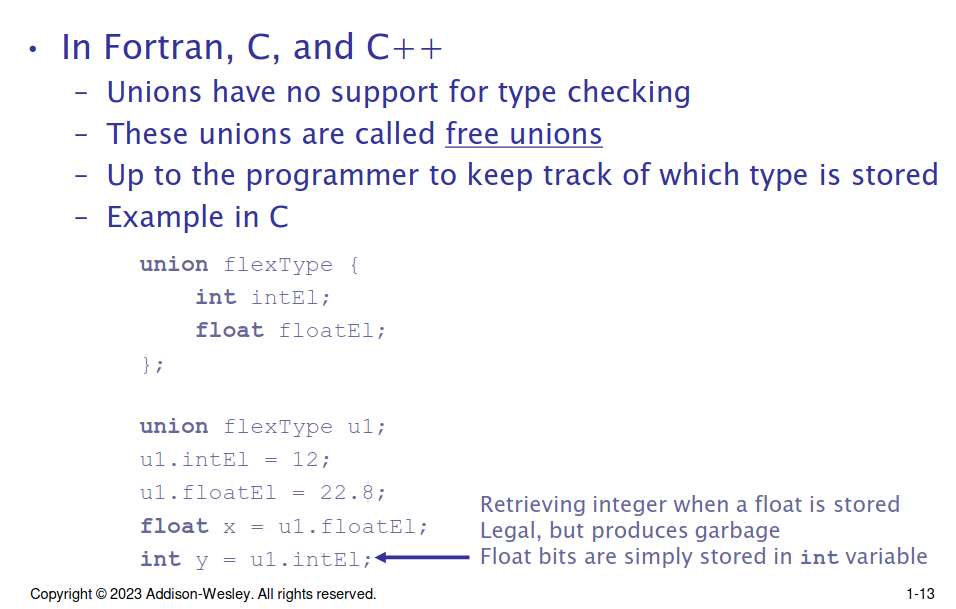 • In Fortran, C, and C++
– Unions have no support for type checking
– These unions are called free unions
– Up to the programmer to keep track of which type is stored
– Example in C
union flexType {
int intEl;
float floatEl;
};
union flexType u1;
u1.intEl = 12;
u1.floatEl = 22.8;
float x = u1.floatEl;
int y = u1.intEl;
Retrieving integer when a float is stored
Legal, but produces garbage
Float bits are simply stored in int variable
Copyright © 2023 Addison-Wesley. All rights reserved.
1-13